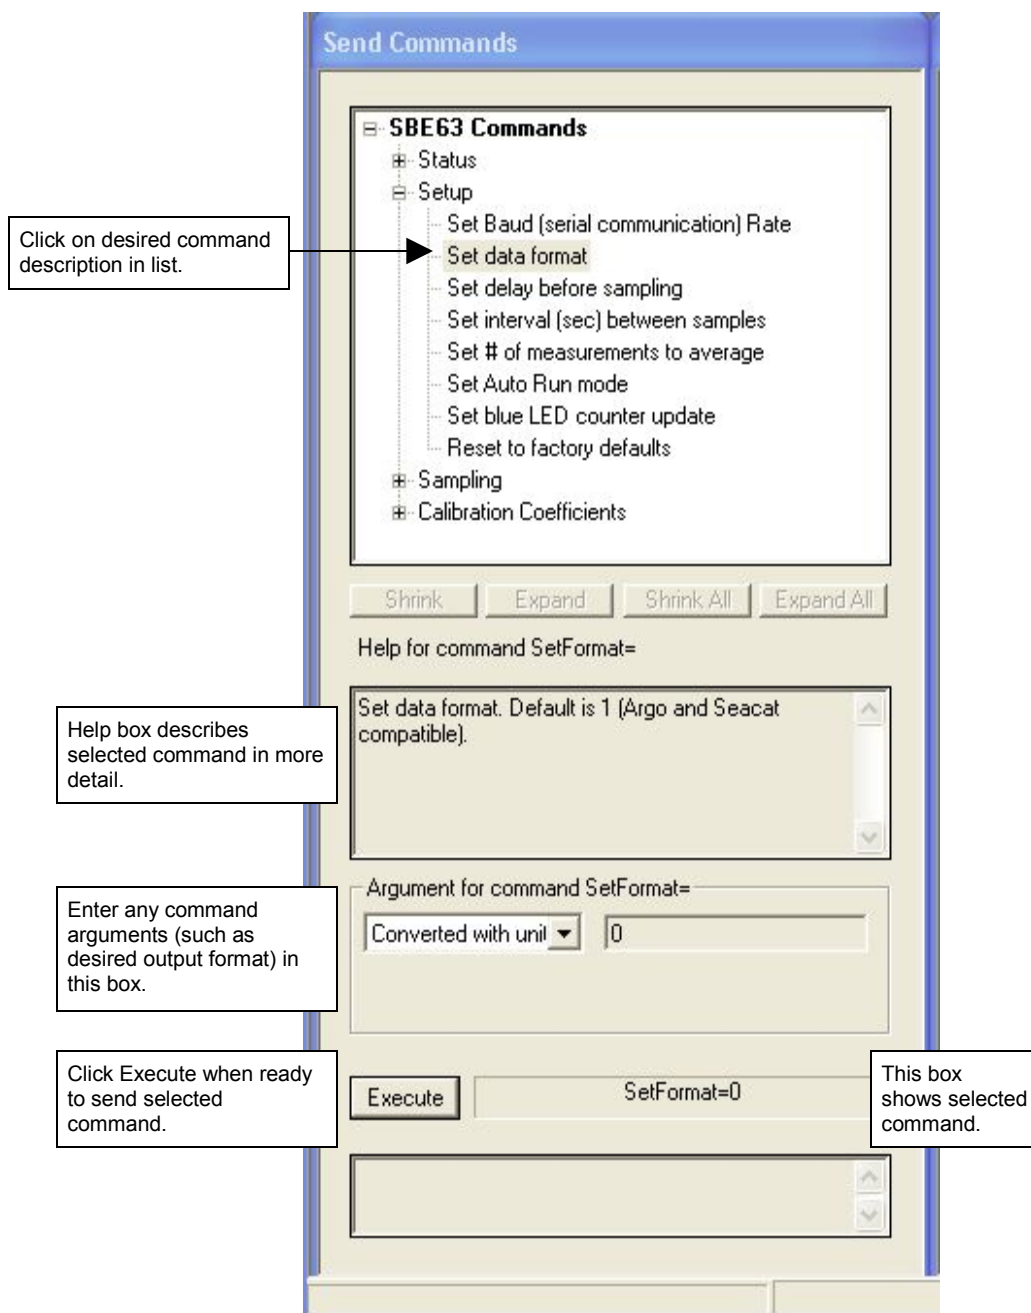 Send Commands
SBE63 Commands
Status
Setup
Set Baud (serial communication) Rate
Click on desired command
description in list.
Set data format
Set delay before sampling
Set interval (sec) between samples
Set # of measurements to average
Set Auto Run mode
Set blue LED counter update
Reset to factory defaults
Sampling
Calibration Coefficients
Shrink
Expand
Shrink All
Expand All
Help for command SetFormat=
Help box describes
selected command in more
detail.
Set data format. Default is 1 (Argo and Seacat
compatible).
Enter any command
arguments (such as
desired output format) in
this box.
Argument for command SetFormat=
Converted with unit
0
Click Execute when ready
to send selected
command.
Execute
SetFormat=0
This box
shows selected
command.